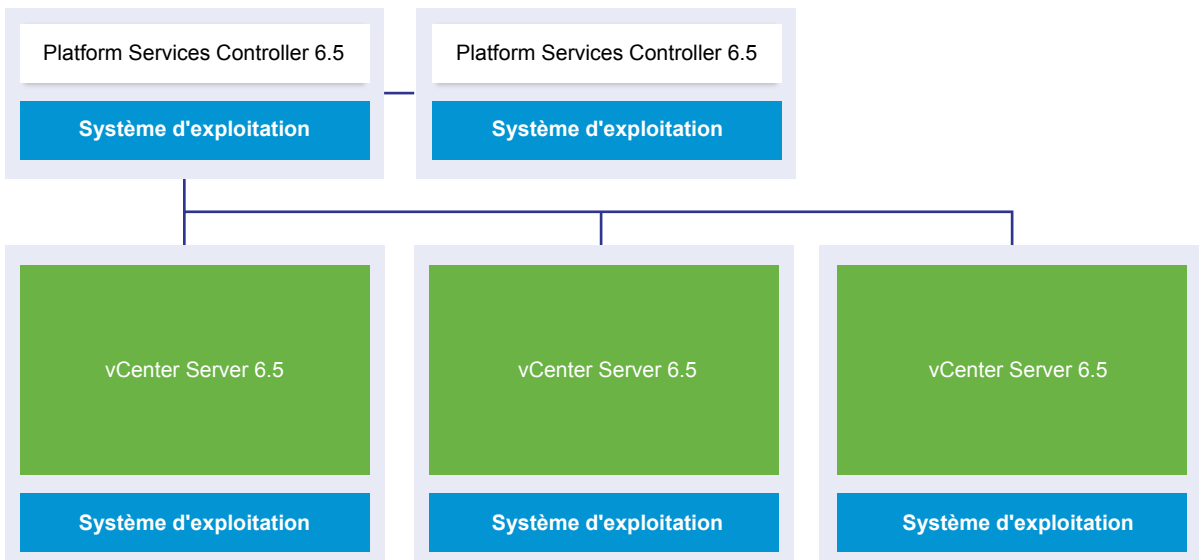 Platform Services Controller 6.5
Platform Services Controller 6.5
Système d'exploitation
Système d'exploitation
vCenter Server 6.5
vCenter Server 6.5
vCenter Server 6.5
Système d'exploitation
Système d'exploitation
Système d'exploitation